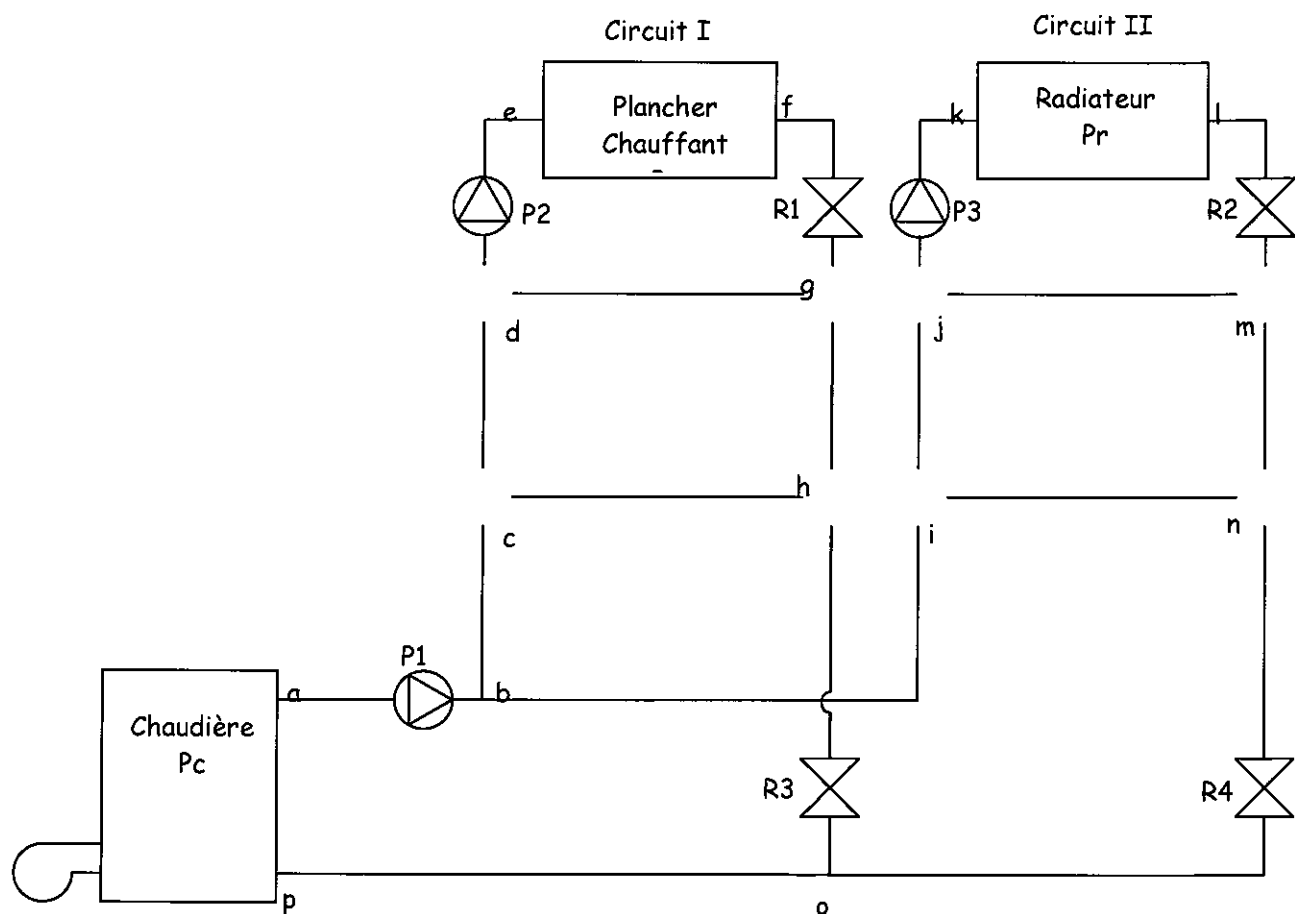 Circuit I
Circuit II
Plancher
Chauffant
-
Radiateur
Pr
e
f
k
l
P2
R1
P3
R2
g
d
j
m
h
c
i
n
P1
a
b
Chaudière
Pc
R3
R4
p
o